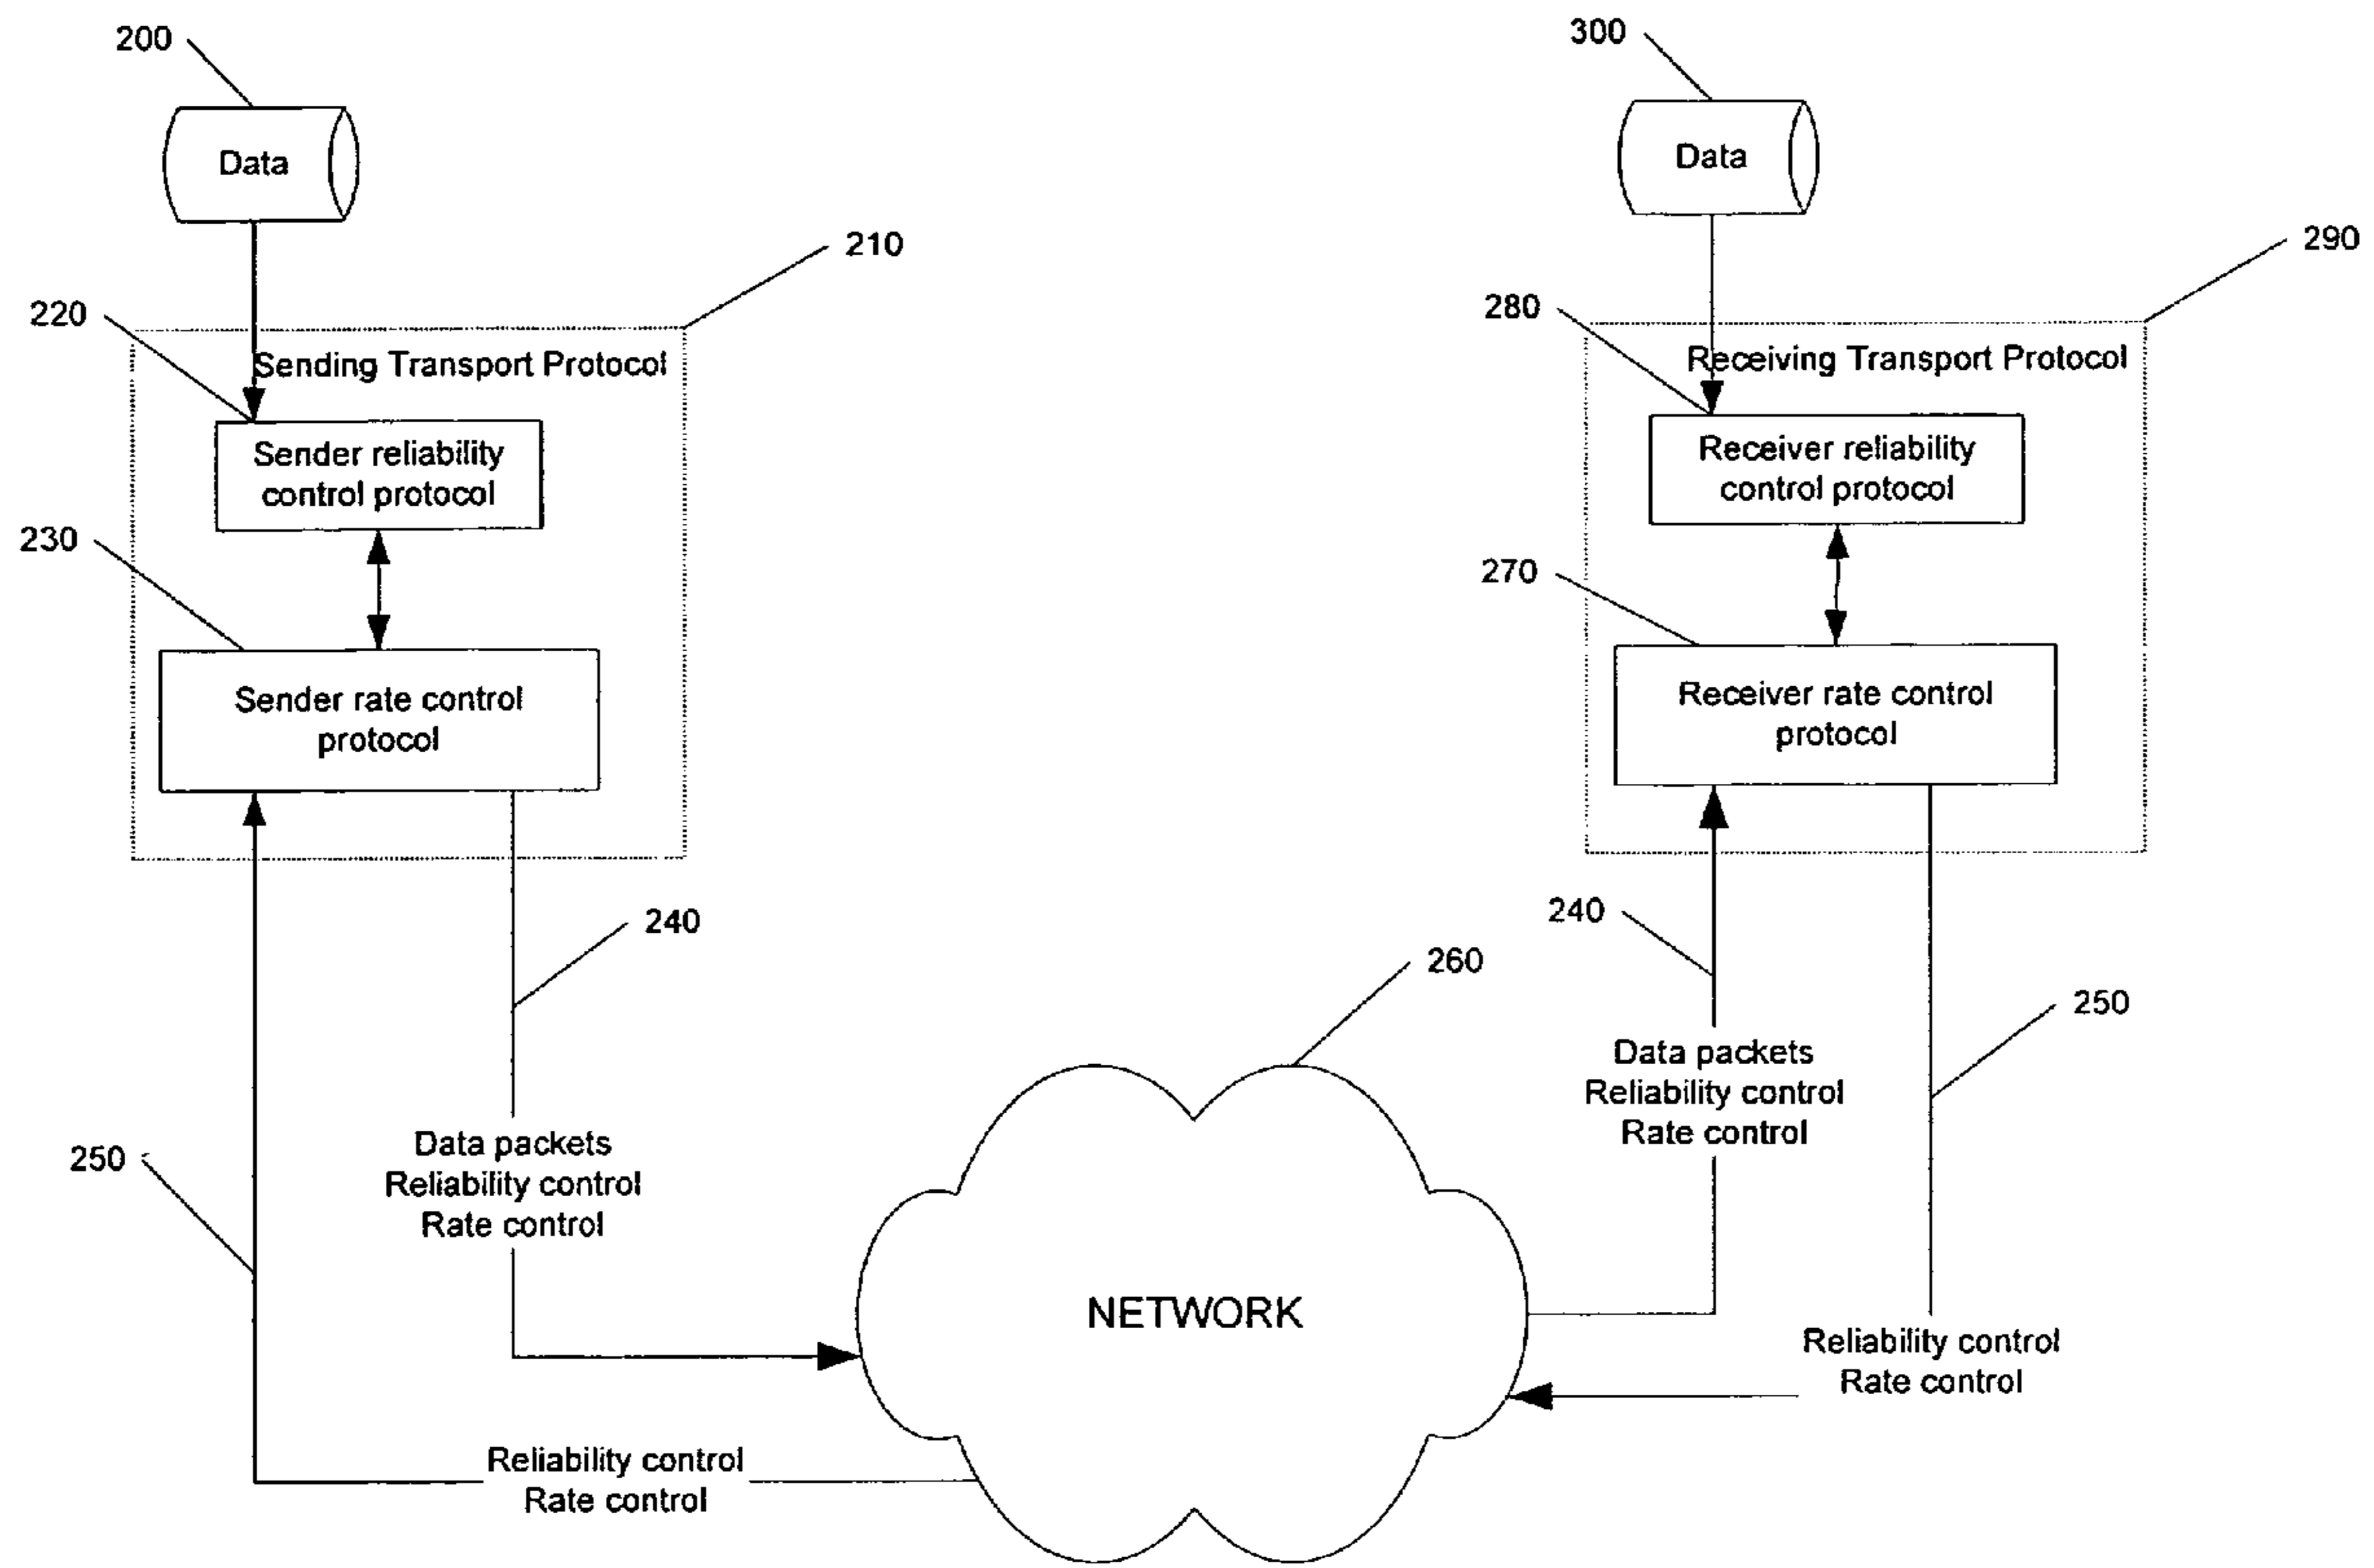 200
300
Data
Data
210
290
220
280
Sending Transport Protocol
Receiving Transport Protocol
Sender reliability
control protocol
Receiver reliability
control protocol
230
270
Sender rate control
protocol
Receiver rate control
protocol
240
240
260
250
Data packets
Reliability control
Rate control
250
Data packets
Reliability control
Rate control
NETWORK
Reliability control
Rate control
Reliability control
Rate control